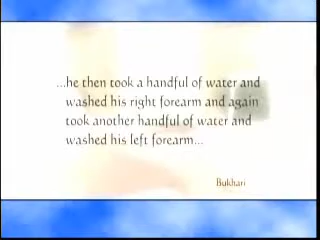 ...he then took a handful of water and
washed his right forearm and again
took another handful of water and
washed his left forearm...
Bukhari